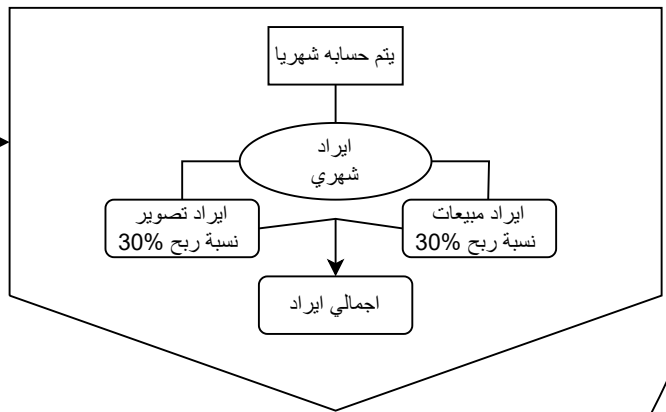 يتم حسابه شهريا
ايراد
شهري
ايراد مبيعات
نسبة ربح 30%
ايراد تصوير
نسبة ربح 30%
اجمالي ايراد